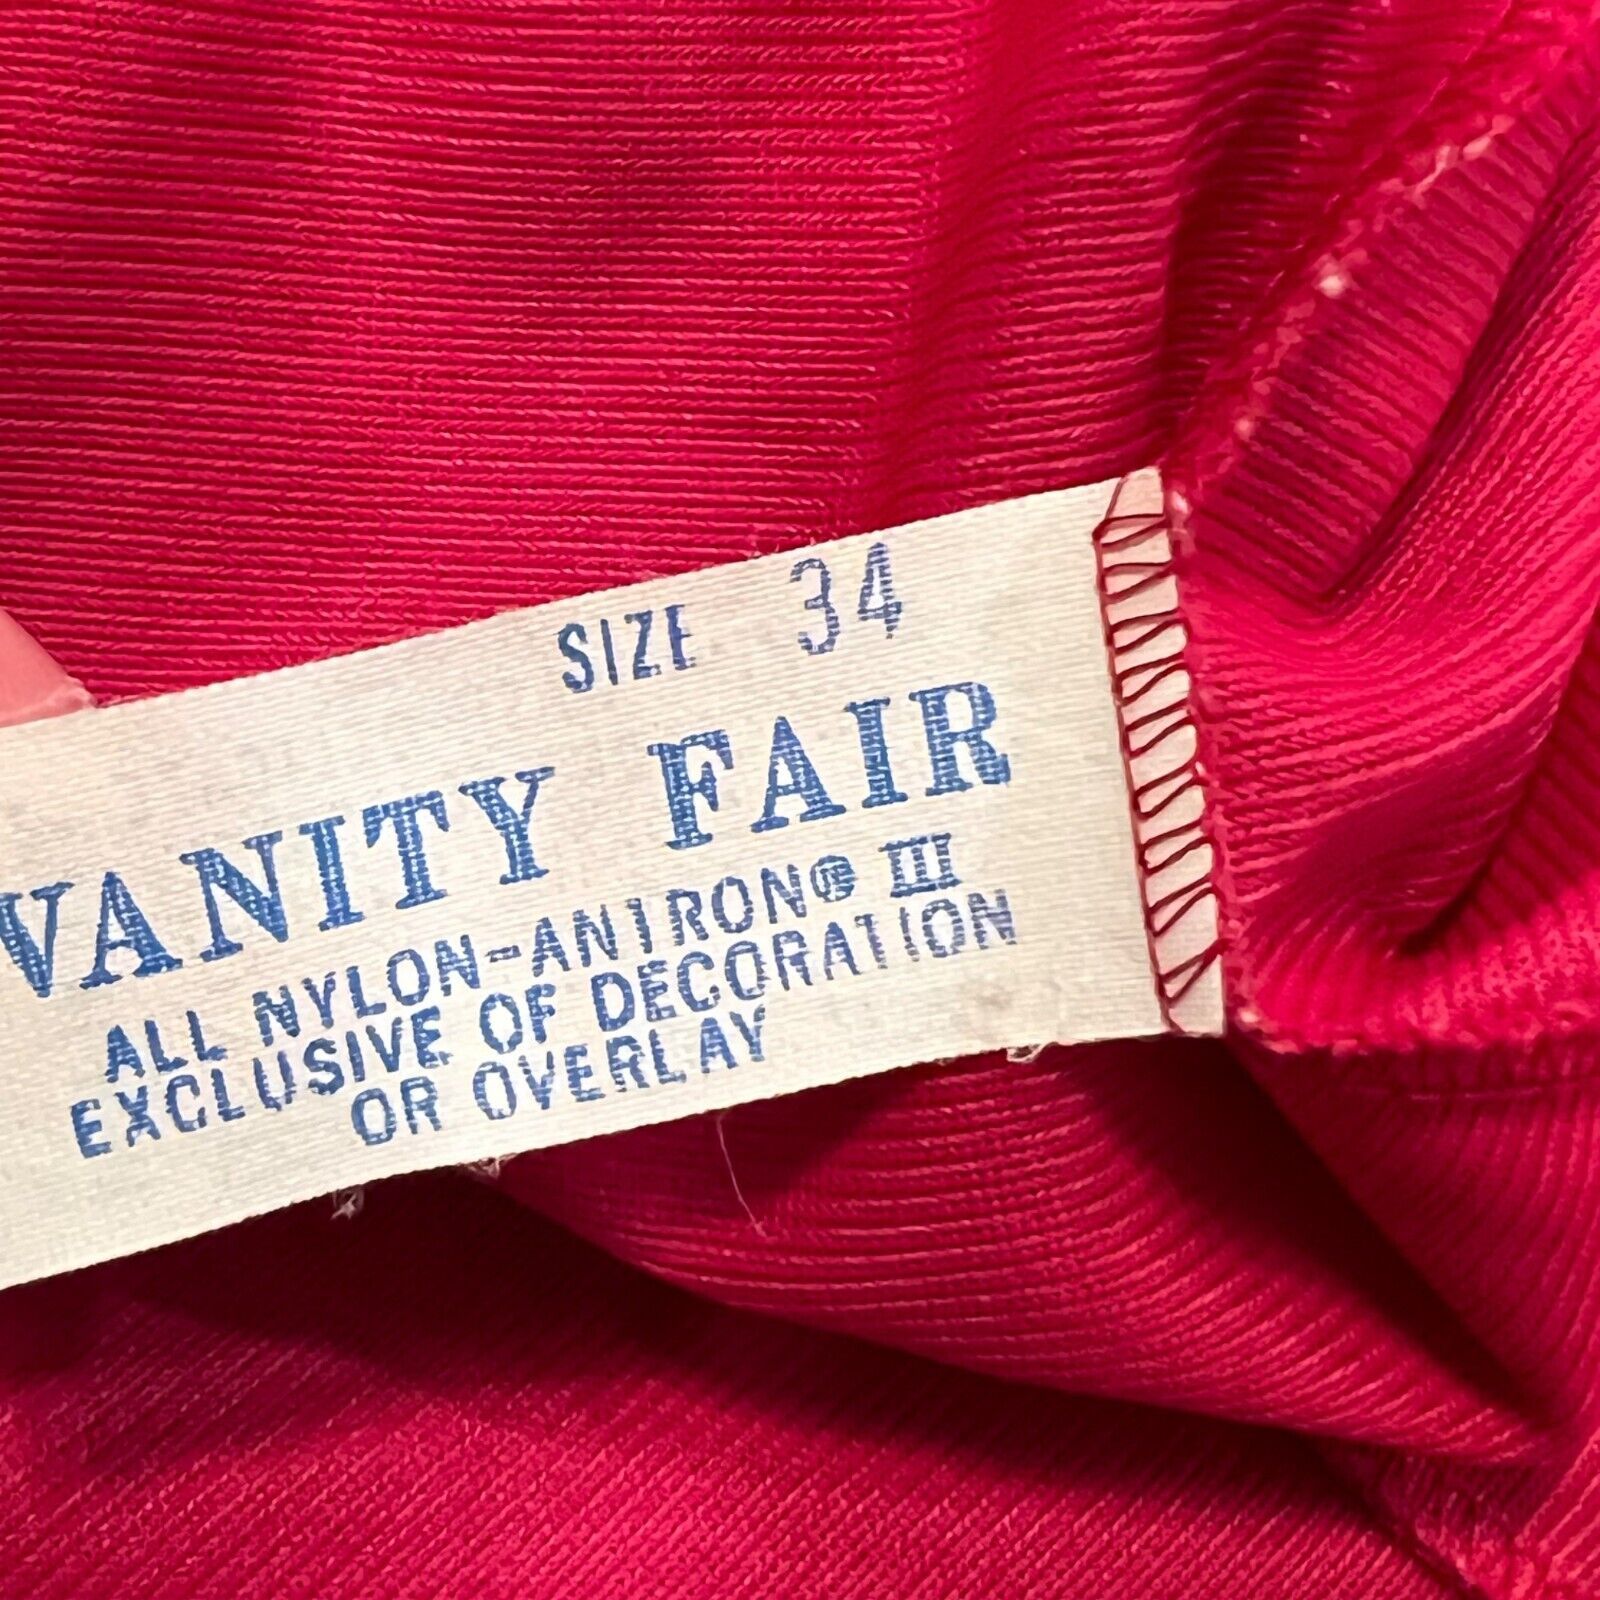 SIZE 34
VANITY FAIR
ALL NYLON-ANTRON® III
EXCLUSIVE OF DECORATION
OR OVERLAY